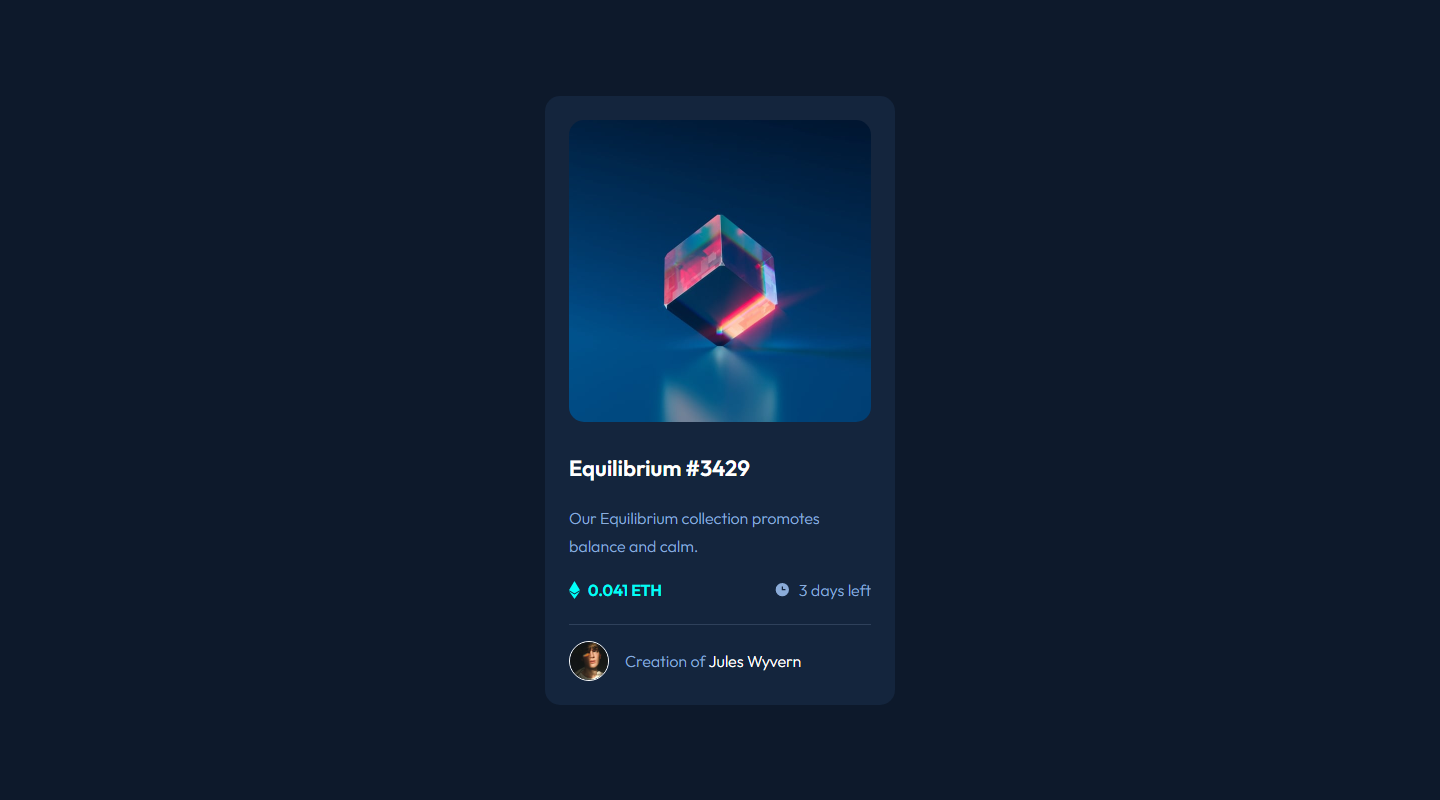 Equilibrium #3429
Our Equilibrium collection promotes
balance and calm.
0.041 ETH
3 days left
Creation of Jules Wyvern